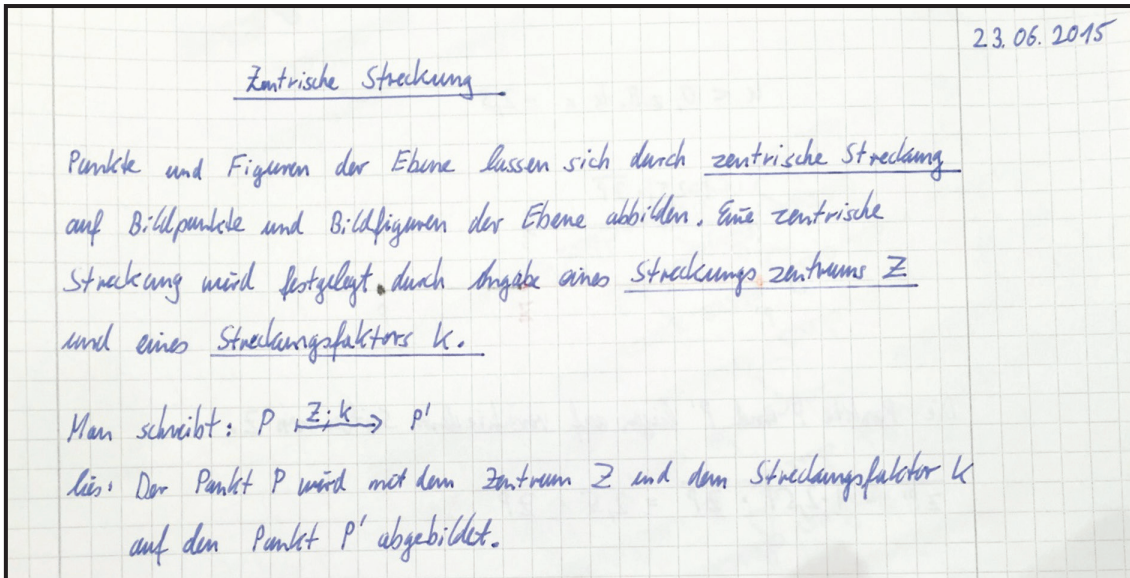 23.06.2015
Zentrische Streckung
Punkte und Figuren der Ebene lassen sich durch zentrische Streckung
auf Bildpunkte und Bildfiguren der Ebene abbilden. Eine zentrische
Streckung wird festgelegt durch Angabe eines Streckungszentrums Z
und eines Streckungsfaktors k.
Man schreibt: P Z;k ⟼ P'
lies: Der Punkt P wird mit dem Zentrum Z und dem Streckungsfaktor k
auf den Punkt P' abgebildet.